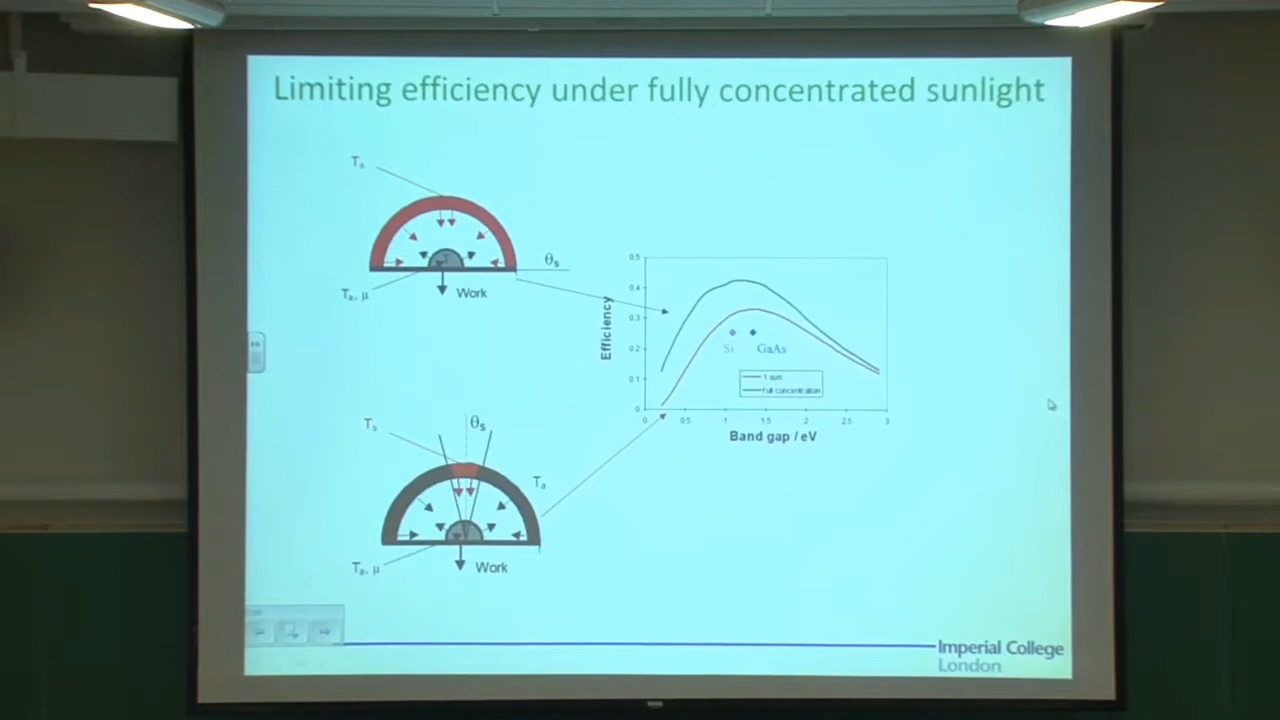 Limiting efficiency under fully concentrated sunlight
Ts
θs
Ta, μ
Work
Efficiency
0.5
0.4
0.3
0.2
0.1
0
0
0.5
1
1.5
2
2.5
3
Si
GaAs
1 sun
full concentration
Band gap / eV
Ts
θs
Ta
Ta, μ
Work
Imperial College
London